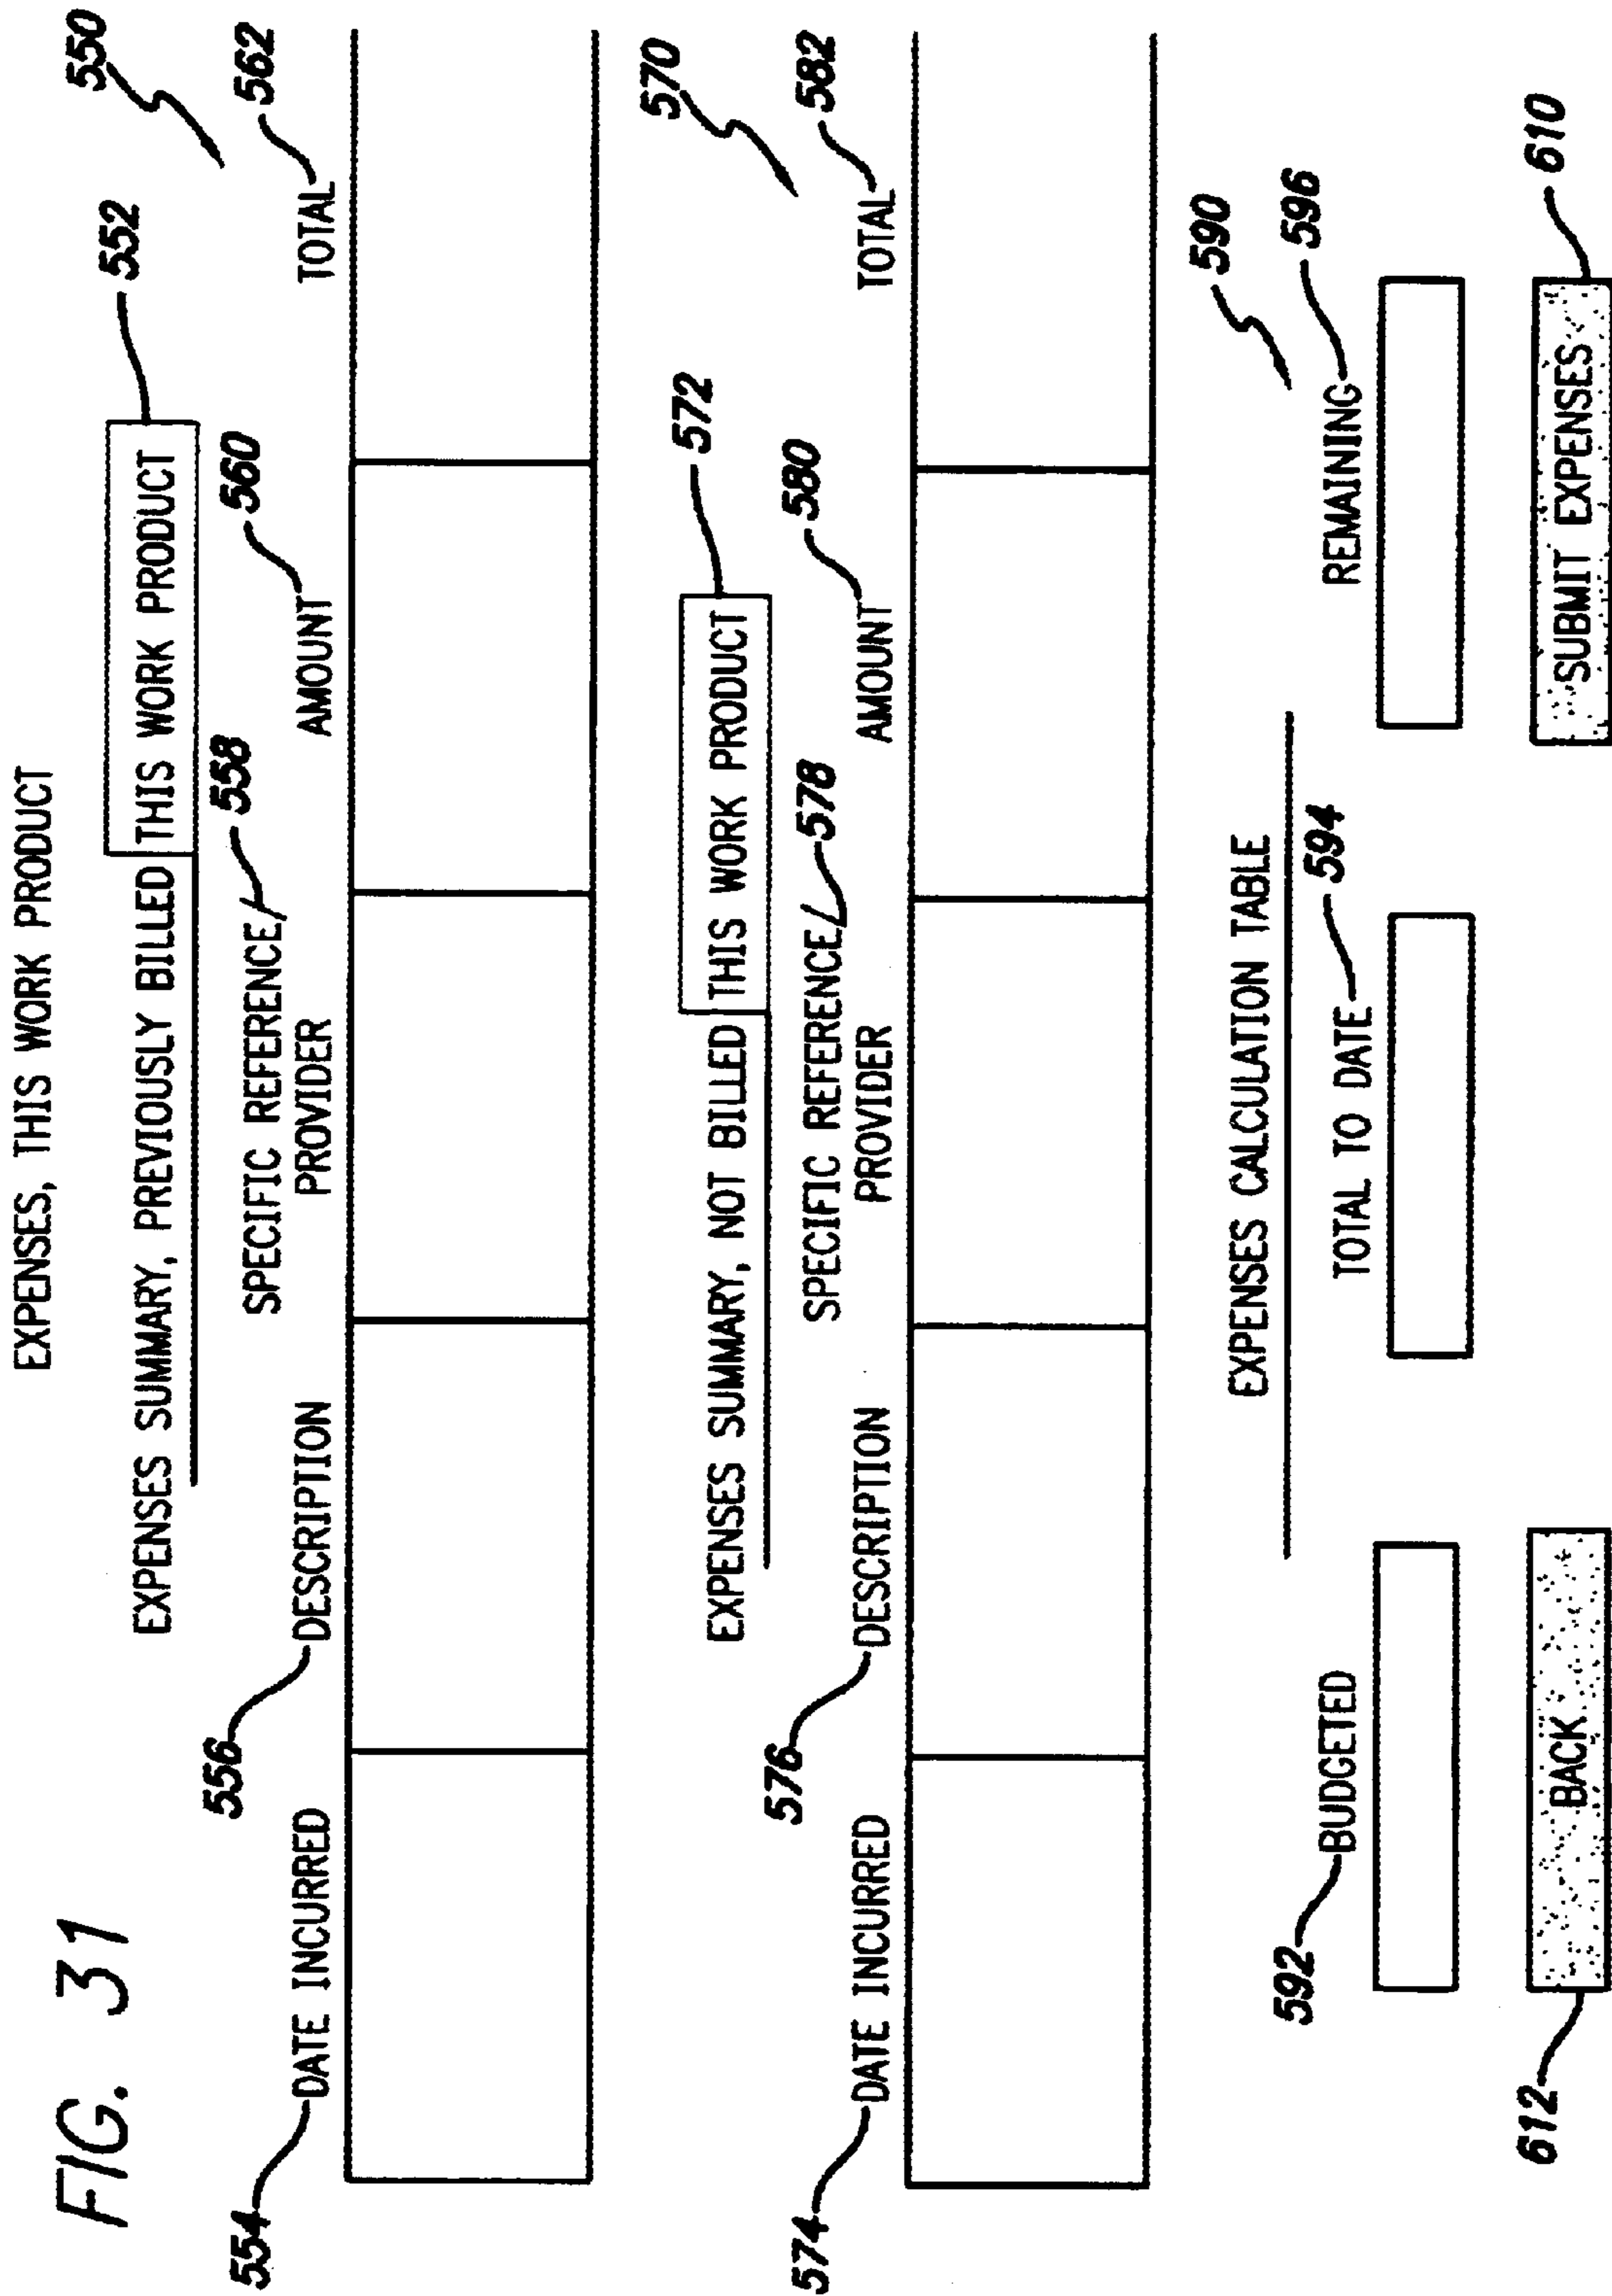 FIG. 31
EXPENSES, THIS WORK PRODUCT
550
552
EXPENSES SUMMARY, PREVIOUSLY BILLED THIS WORK PRODUCT
554 DATE INCURRED
556 DESCRIPTION
SPECIFIC REFERENCE/ 558
PROVIDER
AMOUNT 560
TOTAL 562
570
572
EXPENSES SUMMARY, NOT BILLED THIS WORK PRODUCT
574 DATE INCURRED
576 DESCRIPTION
SPECIFIC REFERENCE/ 578
PROVIDER
AMOUNT 580
TOTAL 582
EXPENSES CALCULATION TABLE
590
592 BUDGETED
TOTAL TO DATE 594
REMAINING 596
612
BACK
SUBMIT EXPENSES
610